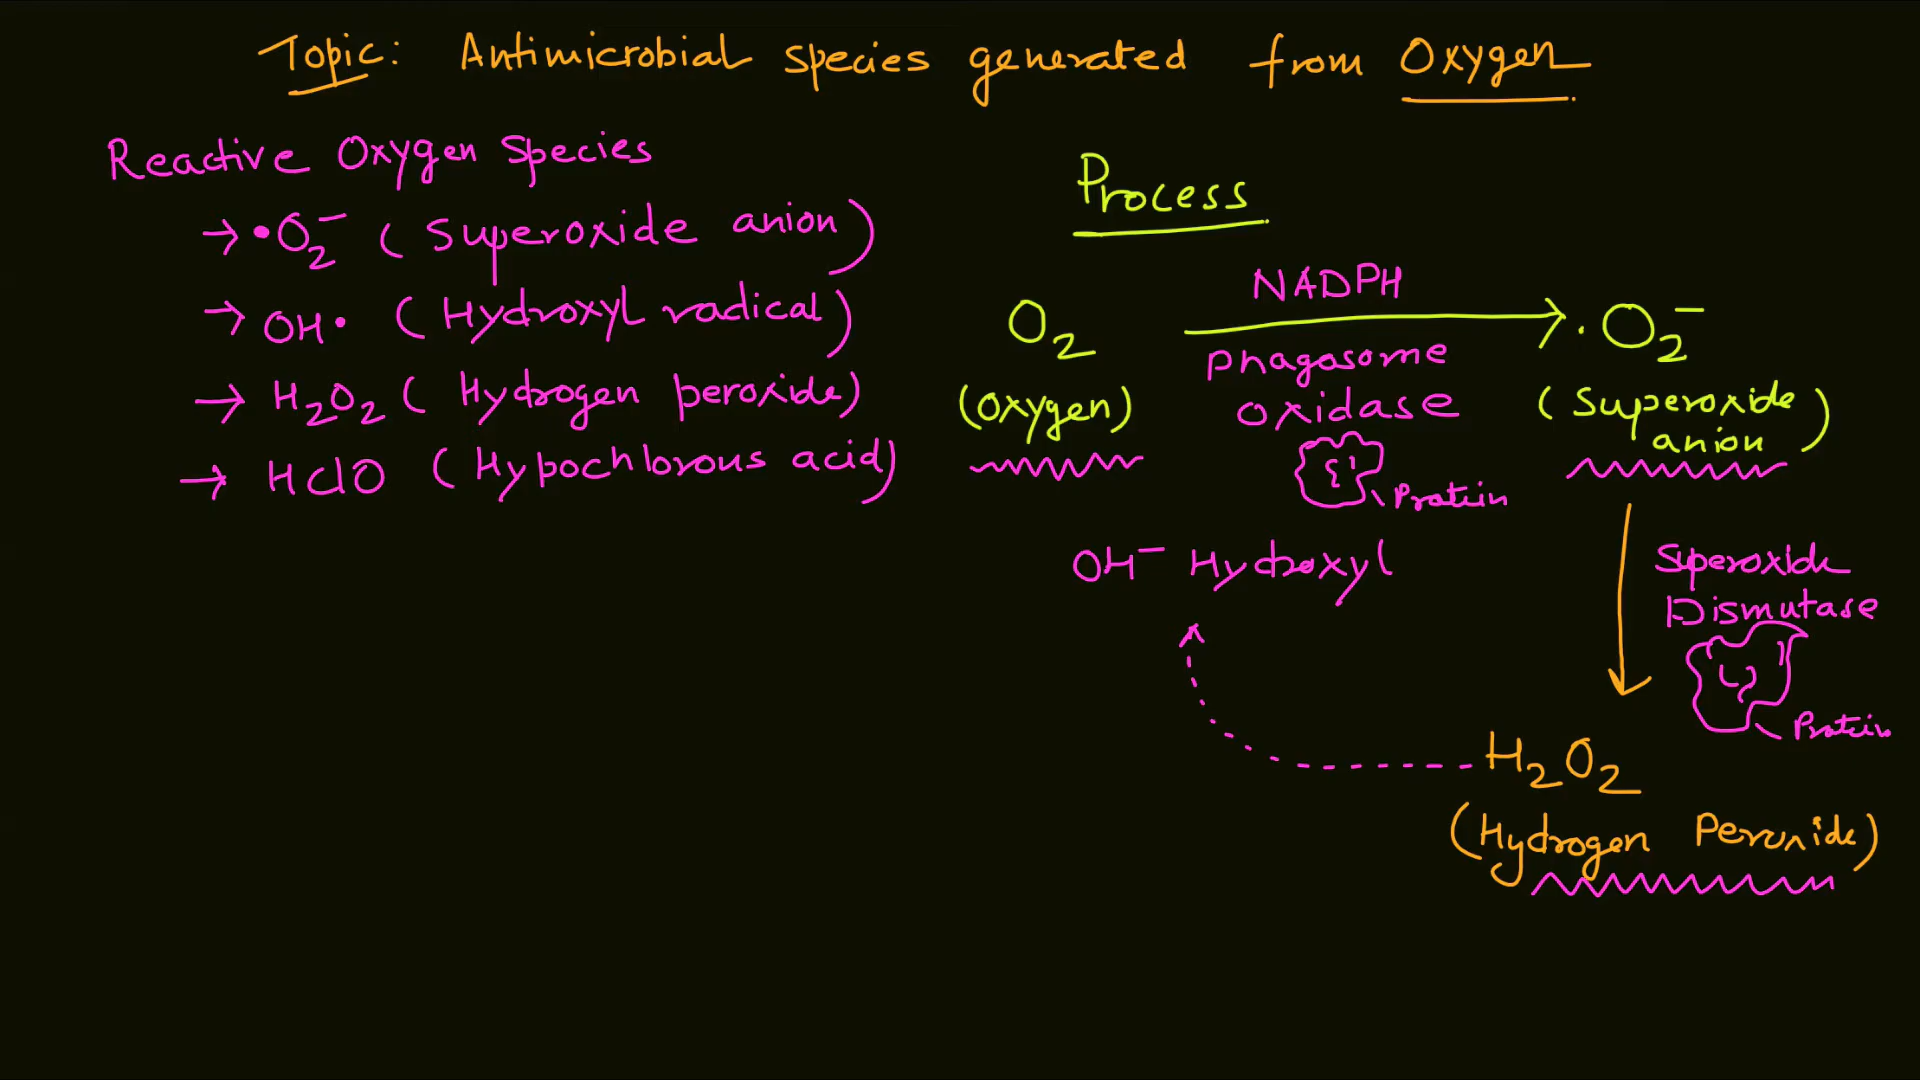 Topic: Antimicrobial species generated from Oxygen
Reactive Oxygen Species
→ •O₂⁻ (Superoxide anion)
→ OH• (Hydroxyl radical)
→ H₂O₂ (Hydrogen peroxide)
→ HClO (Hypochlorous acid)
Process
NADPH
O₂ → •O₂⁻
phagosome
oxidase
(Oxygen)
(Superoxide
anion)
Protein
OH⁻ Hydroxyl
Superoxide
Dismutase
Protein
H₂O₂
(Hydrogen Peroxide)